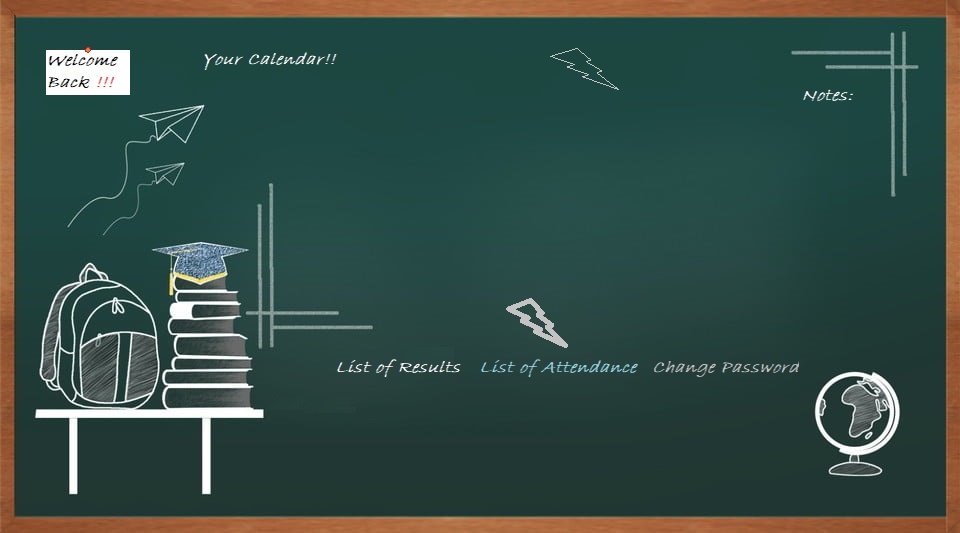 Welcome
Back !!!
Your Calendar!!
Notes:
List of Results
List of Attendance
Change Password